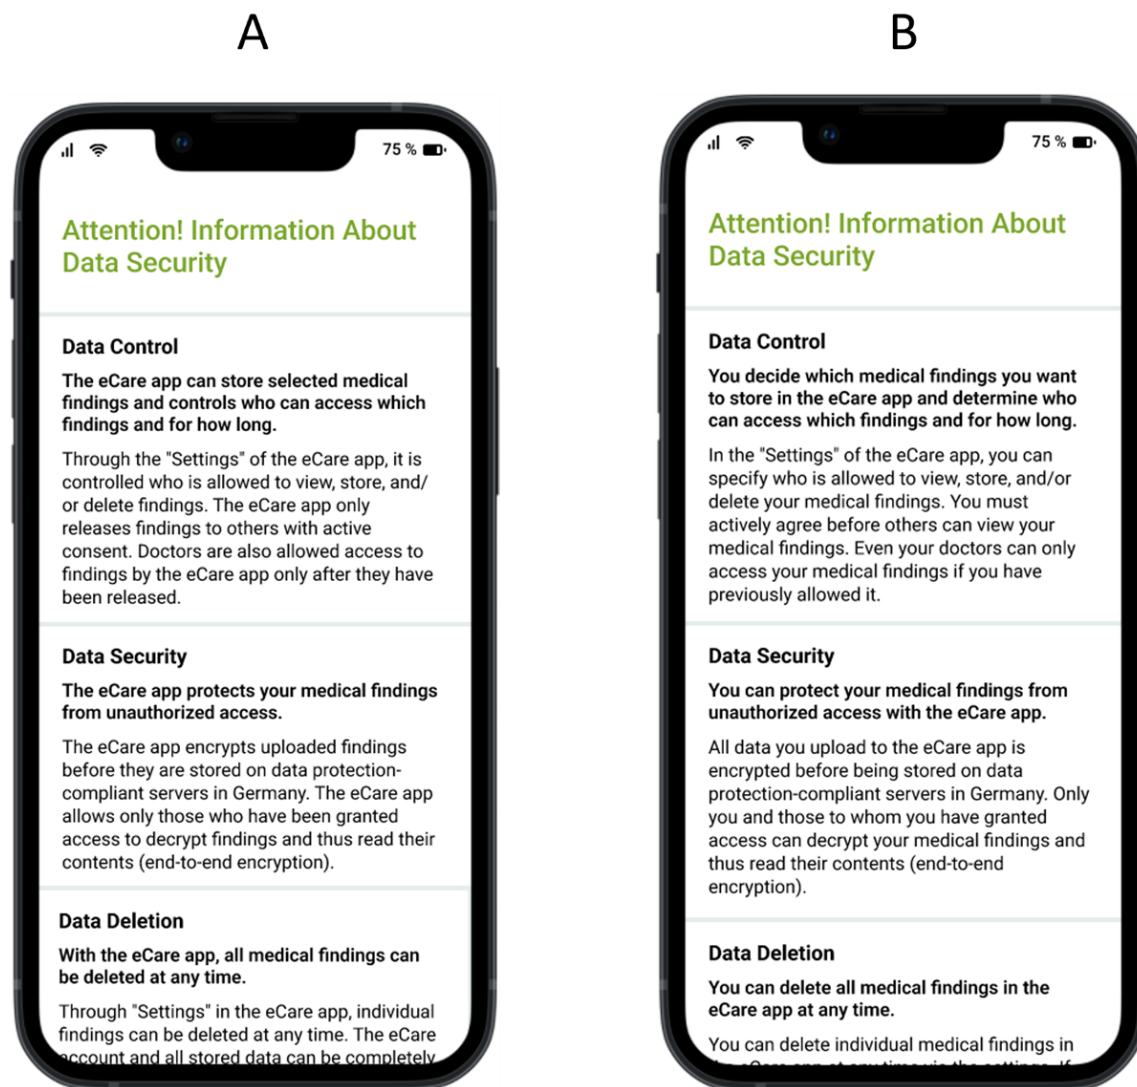 A
75 %
Attention! Information About
Data Security
Data Control
The eCare app can store selected medical
findings and controls who can access which
findings and for how long.
Through the "Settings" of the eCare app, it is
controlled who is allowed to view, store, and/
or delete findings. The eCare app only
releases findings to others with active
consent. Doctors are also allowed access to
findings by the eCare app only after they have
been released.
Data Security
The eCare app protects your medical findings
from unauthorized access.
The eCare app encrypts uploaded findings
before they are stored on data protection-
compliant servers in Germany. The eCare app
allows only those who have been granted
access to decrypt findings and thus read their
contents (end-to-end encryption).
Data Deletion
With the eCare app, all medical findings can
be deleted at any time.
Through "Settings" in the eCare app, individual
findings can be deleted at any time. The eCare
account and all stored data can be completely
B
75 %
Attention! Information About
Data Security
Data Control
You decide which medical findings you want
to store in the eCare app and determine who
can access which findings and for how long.
In the "Settings" of the eCare app, you can
specify who is allowed to view, store, and/or
delete your medical findings. You must
actively agree before others can view your
medical findings. Even your doctors can only
access your medical findings if you have
previously allowed it.
Data Security
You can protect your medical findings from
unauthorized access with the eCare app.
All data you upload to the eCare app is
encrypted before being stored on data
protection-compliant servers in Germany. Only
you and those to whom you have granted
access can decrypt your medical findings and
thus read their contents (end-to-end
encryption).
Data Deletion
You can delete all medical findings in the
eCare app at any time.
You can delete individual medical findings in
the eCare app at any time via the settings. If